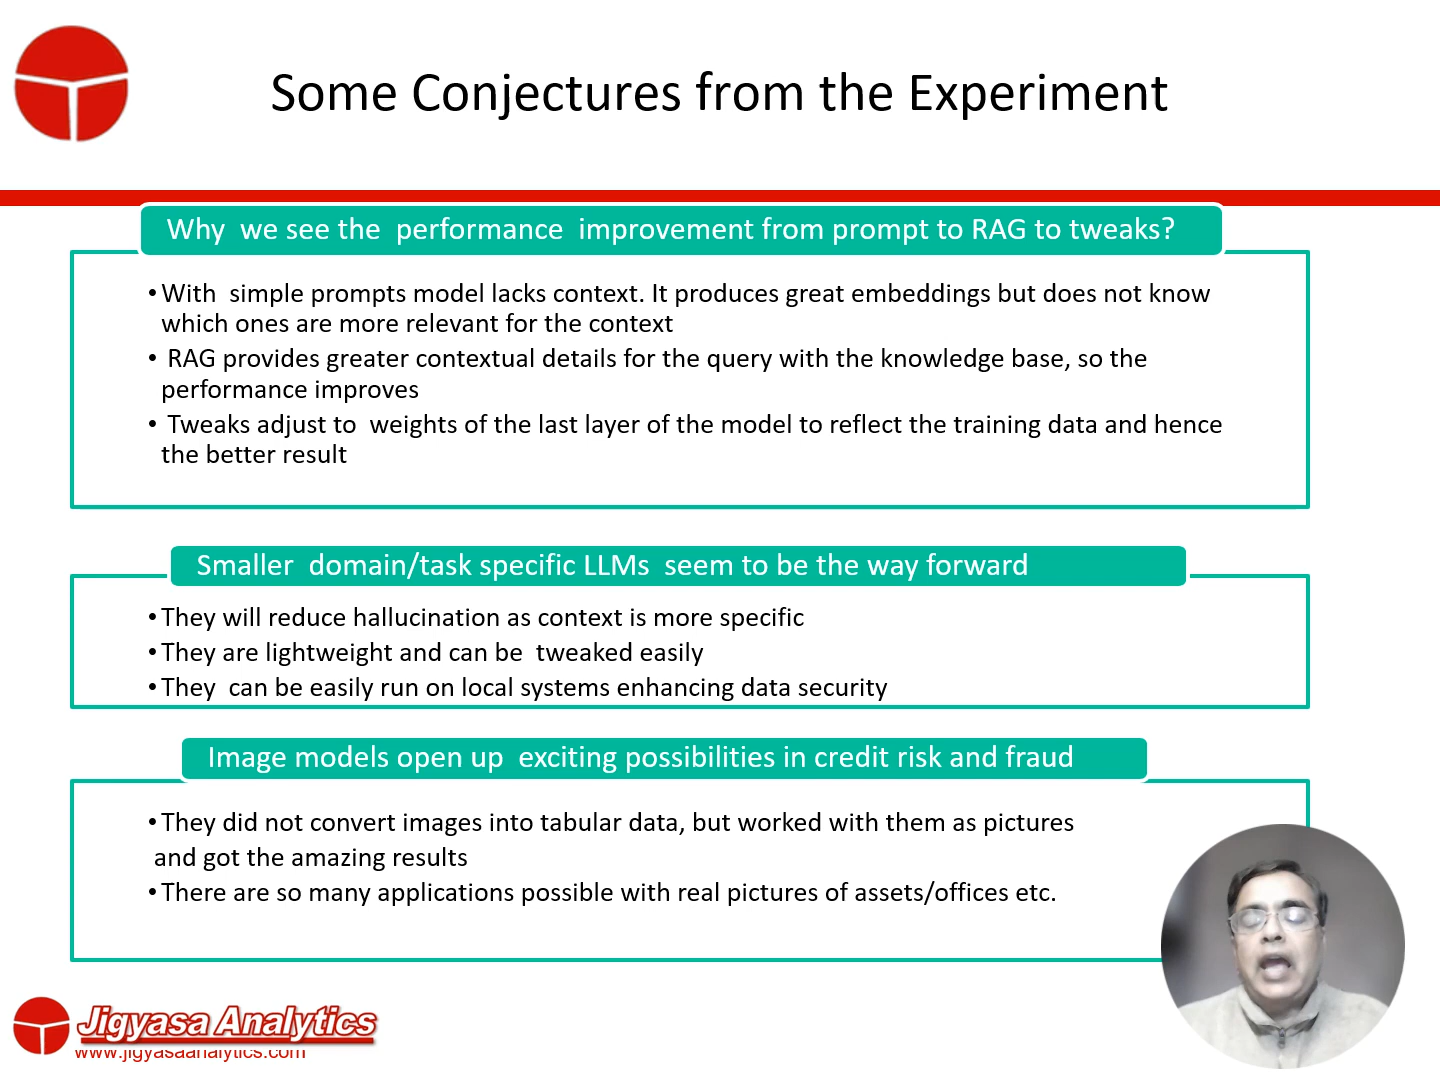 Some Conjectures from the Experiment
Why we see the performance improvement from prompt to RAG to tweaks?
•With simple prompts model lacks context. It produces great embeddings but does not know
which ones are more relevant for the context
• RAG provides greater contextual details for the query with the knowledge base, so the
performance improves
• Tweaks adjust to weights of the last layer of the model to reflect the training data and hence
the better result
Smaller domain/task specific LLMs seem to be the way forward
•They will reduce hallucination as context is more specific
•They are lightweight and can be tweaked easily
•They can be easily run on local systems enhancing data security
Image models open up exciting possibilities in credit risk and fraud
•They did not convert images into tabular data, but worked with them as pictures
and got the amazing results
•There are so many applications possible with real pictures of assets/offices etc.
Jigyasa Analytics
www.jigyasaanalytics.com